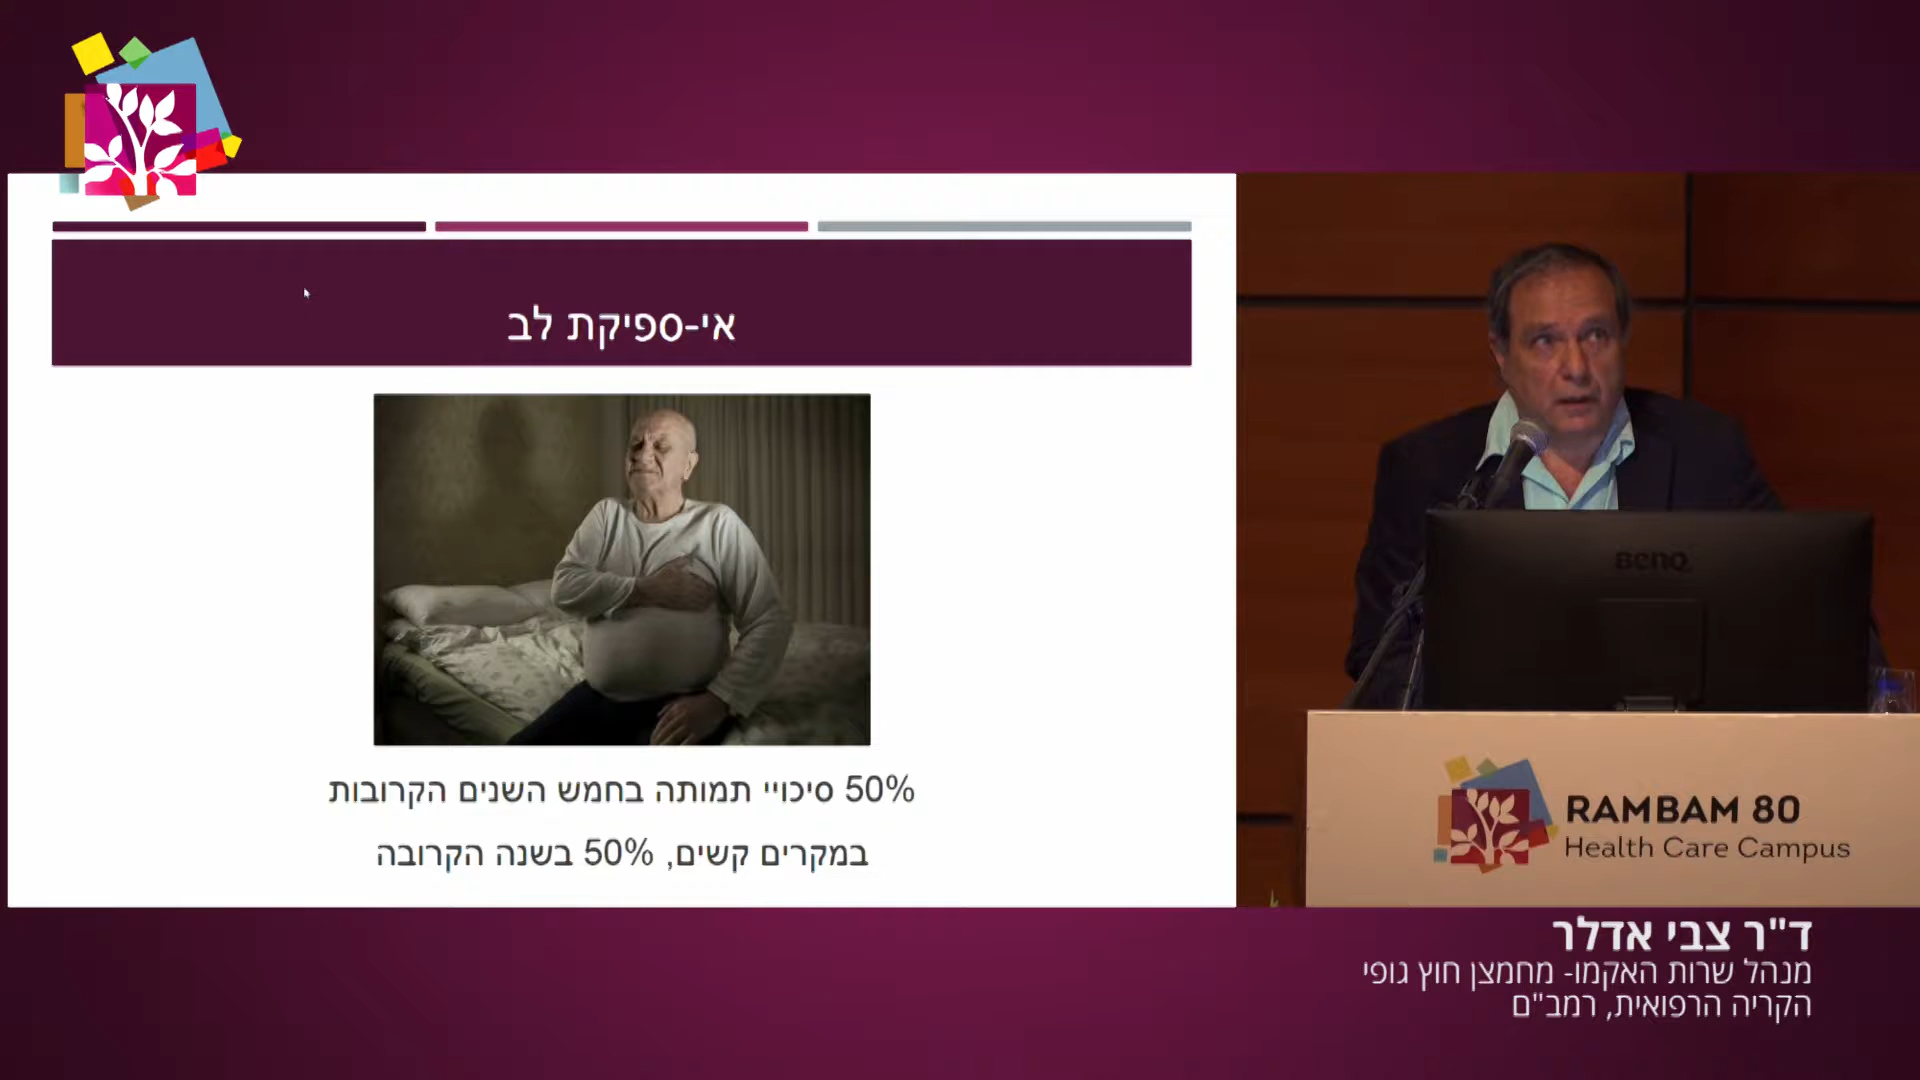 אי-ספיקת לב
50% סיכויי תמותה בחמש השנים הקרובות
במקרים קשים, 50% בשנה הקרובה
BenQ
RAMBAM 80
Health Care Campus
ד"ר צבי אדלר
מנהל שרות האקמו- מחמצן חוץ גופי
הקריה הרפואית, רמב"ם